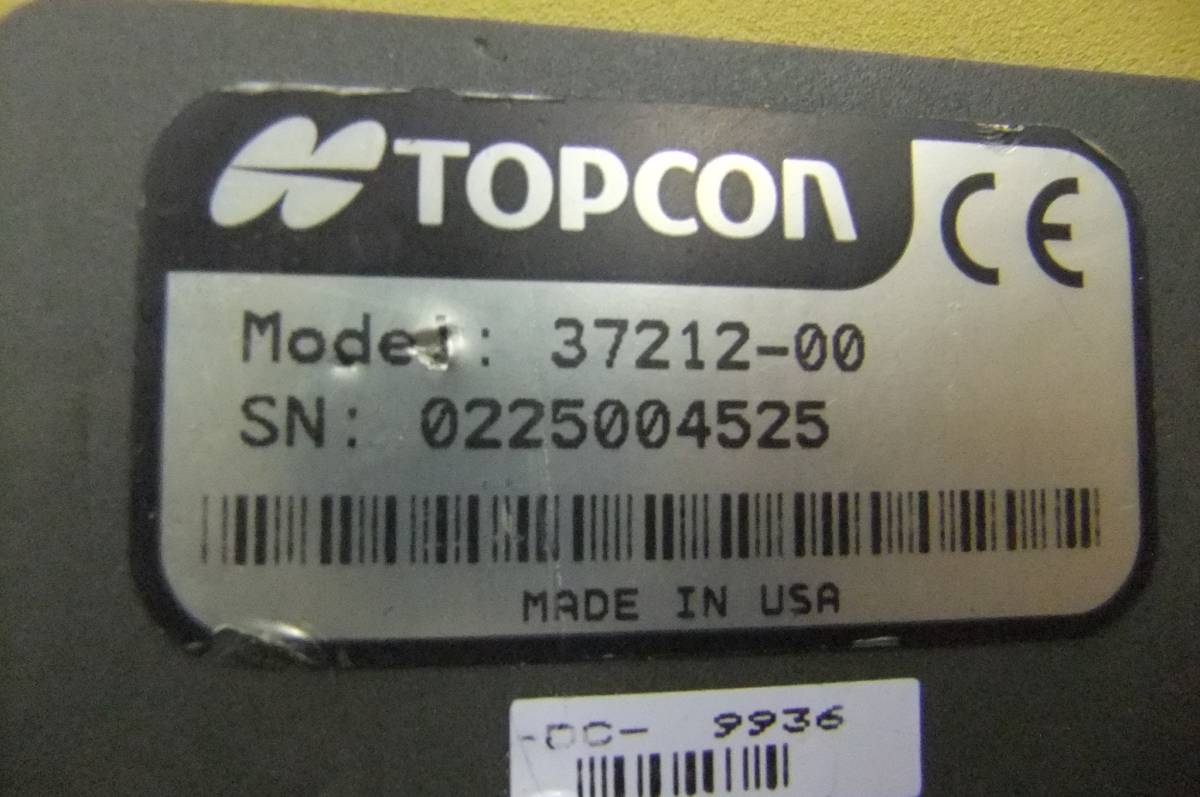 TOPCON CE
Model: 37212-00
SN: 0225004525
MADE IN USA
-DC- 9936